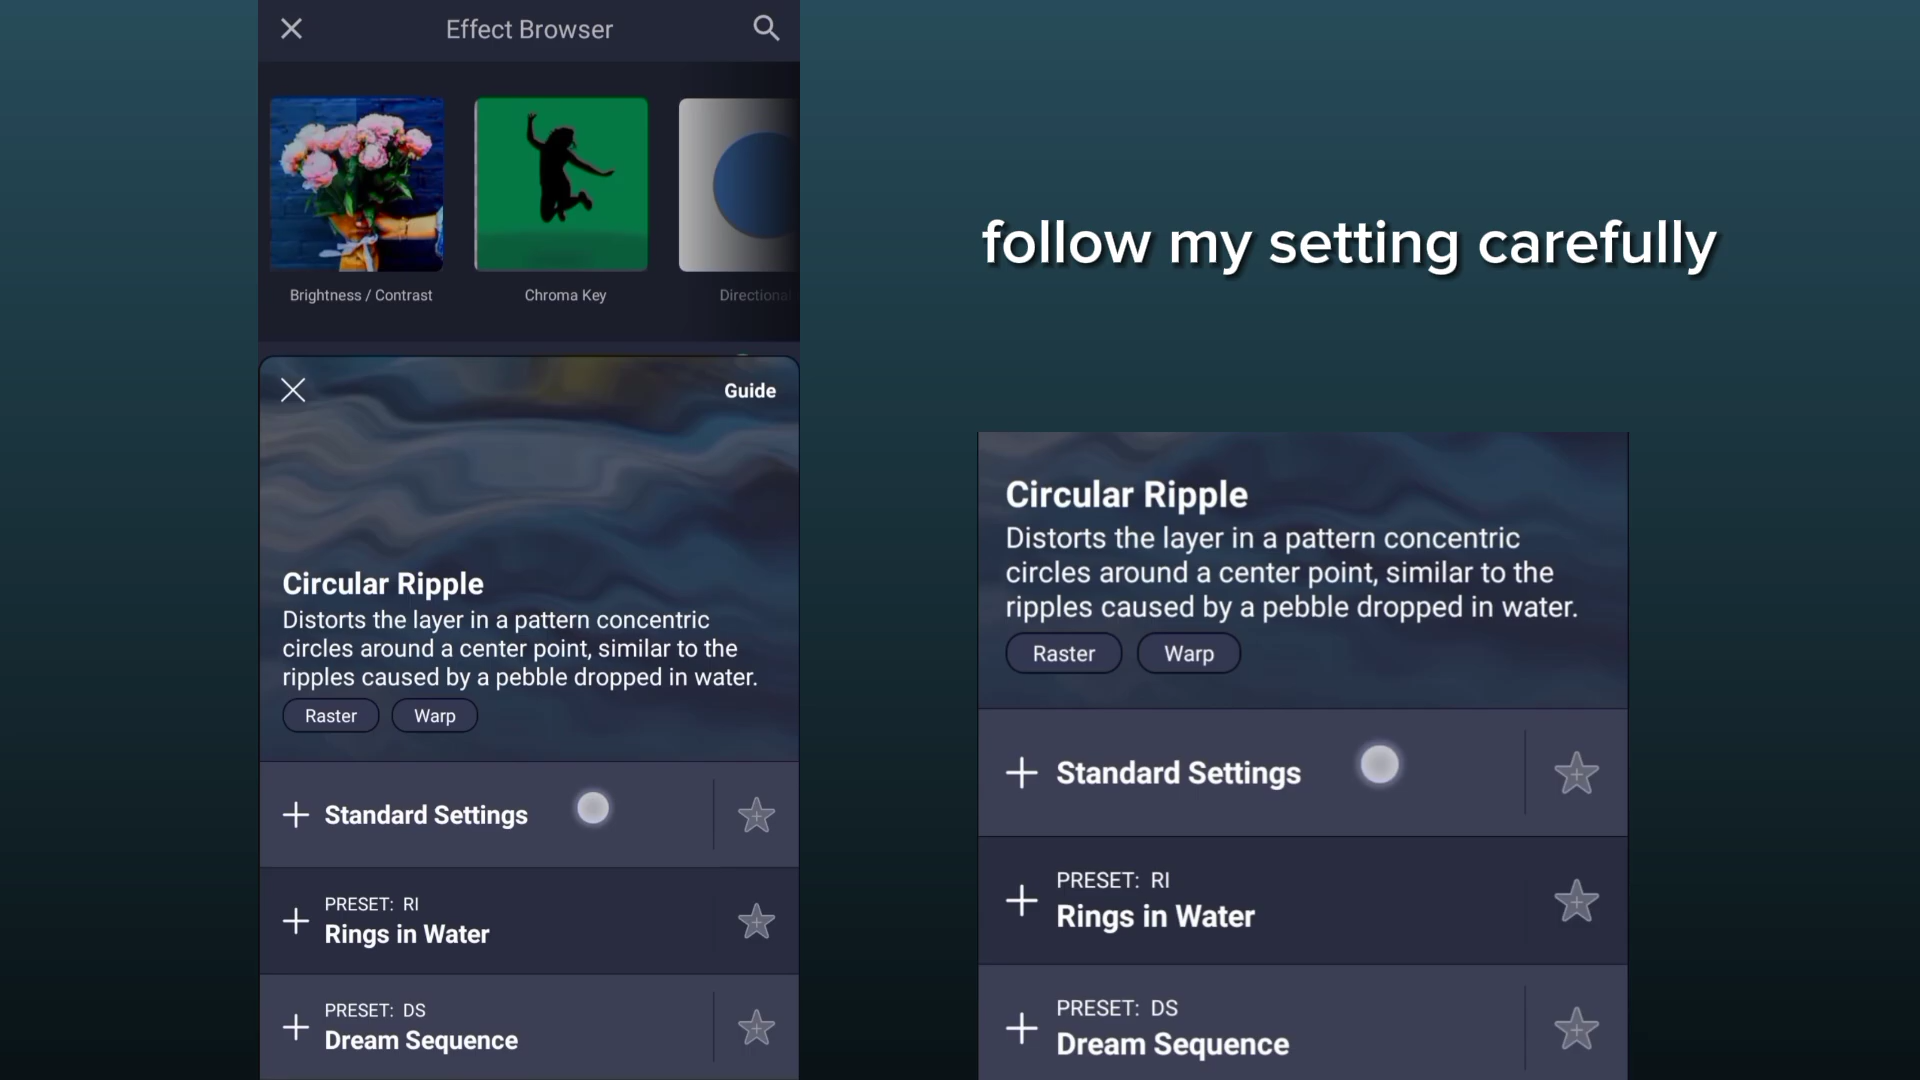 Effect Browser
Brightness / Contrast
Chroma Key
Directional
Guide
Circular Ripple
Distorts the layer in a pattern concentric
circles around a center point, similar to the
ripples caused by a pebble dropped in water.
Raster
Warp
Standard Settings
PRESET: RI
Rings in Water
PRESET: DS
Dream Sequence
follow my setting carefully
Circular Ripple
Distorts the layer in a pattern concentric
circles around a center point, similar to the
ripples caused by a pebble dropped in water.
Raster
Warp
Standard Settings
PRESET: RI
Rings in Water
PRESET: DS
Dream Sequence